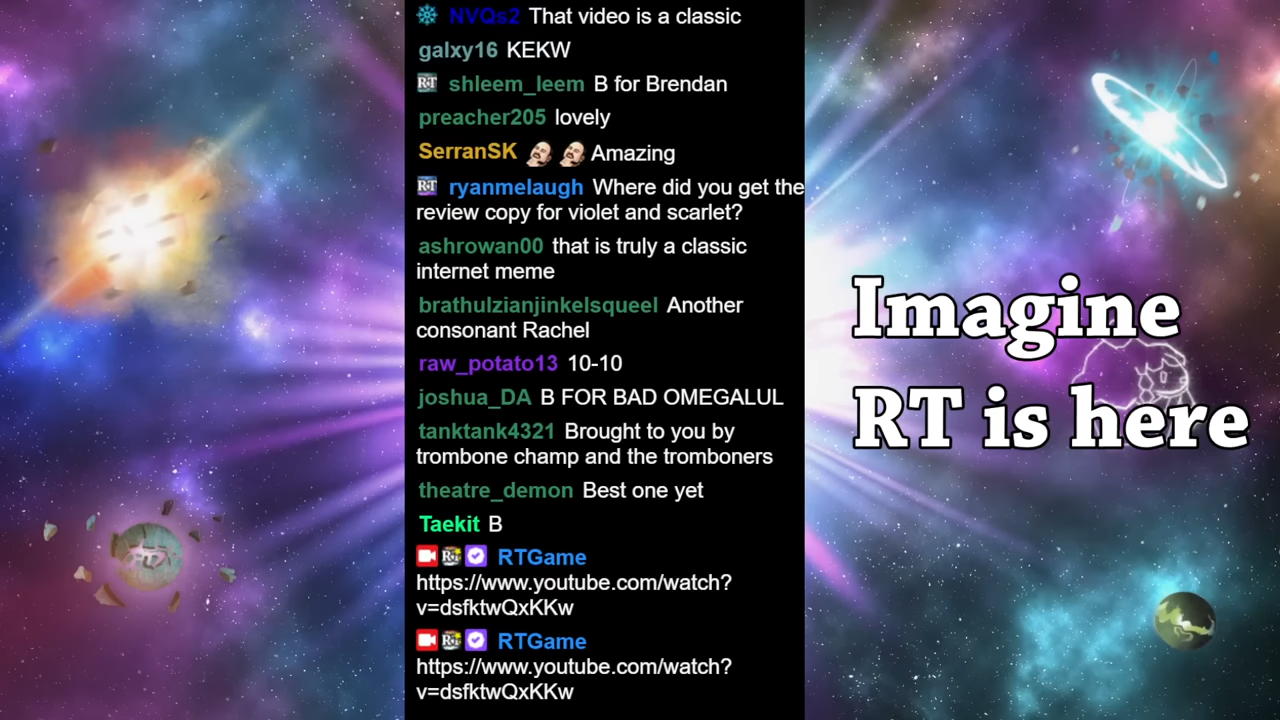 NVQs2 That video is a classic
galxy16 KEKW
RT shleem_leem B for Brendan
preacher205 lovely
SerranSK Amazing
RT ryanmelaugh Where did you get the
review copy for violet and scarlet?
ashrowan00 that is truly a classic
internet meme
brathulzianjinkelsqueel Another
consonant Rachel
raw_potato13 10-10
joshua_DA B FOR BAD OMEGALUL
tanktank4321 Brought to you by
trombone champ and the tromboners
theatre_demon Best one yet
Taekit B
RT RTGame
https://www.youtube.com/watch?
v=dsfktwQxKKw
RT RTGame
https://www.youtube.com/watch?
v=dsfktwQxKKw
Imagine
RT is here